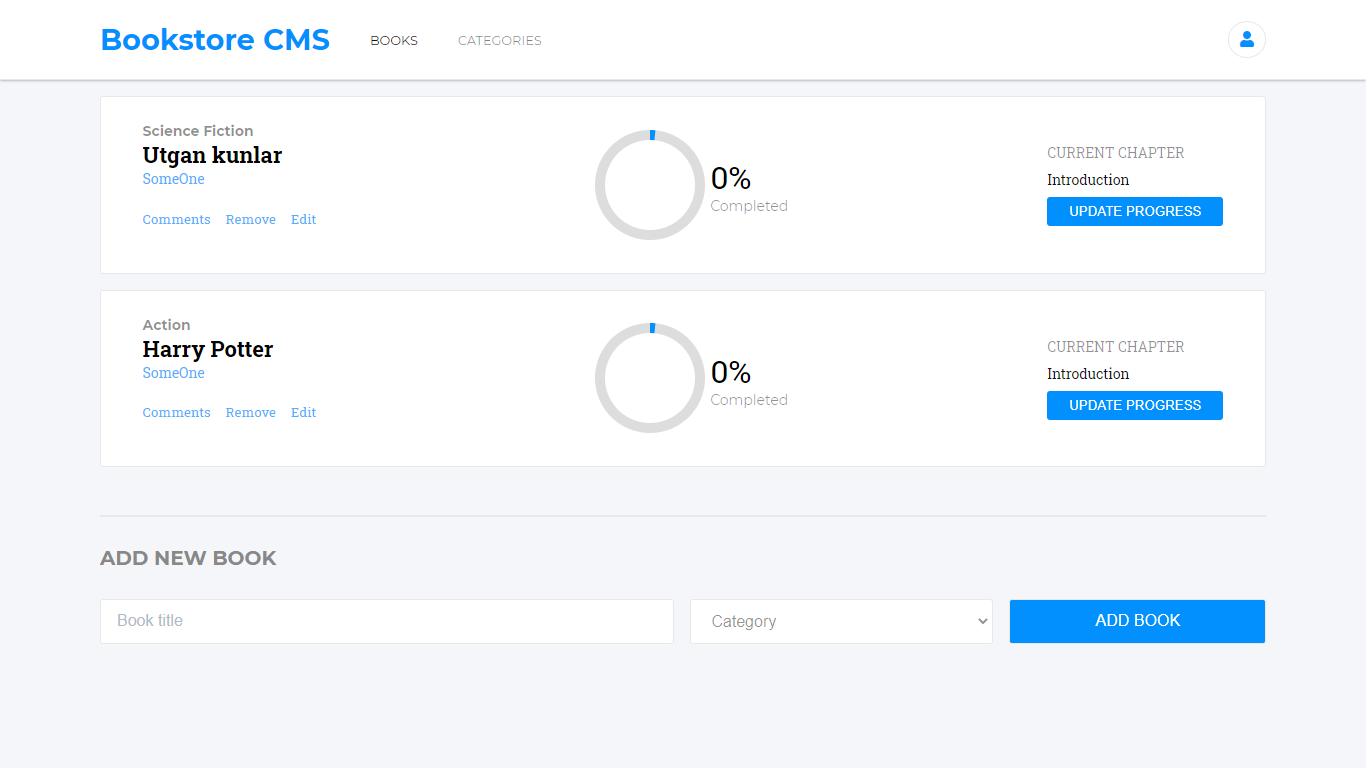 Bookstore CMS
BOOKS
CATEGORIES
Science Fiction
Utgan kunlar
SomeOne
Comments Remove Edit
0%
Completed
CURRENT CHAPTER
Introduction
UPDATE PROGRESS
Action
Harry Potter
SomeOne
Comments Remove Edit
0%
Completed
CURRENT CHAPTER
Introduction
UPDATE PROGRESS
ADD NEW BOOK
Book title
Category
ADD BOOK